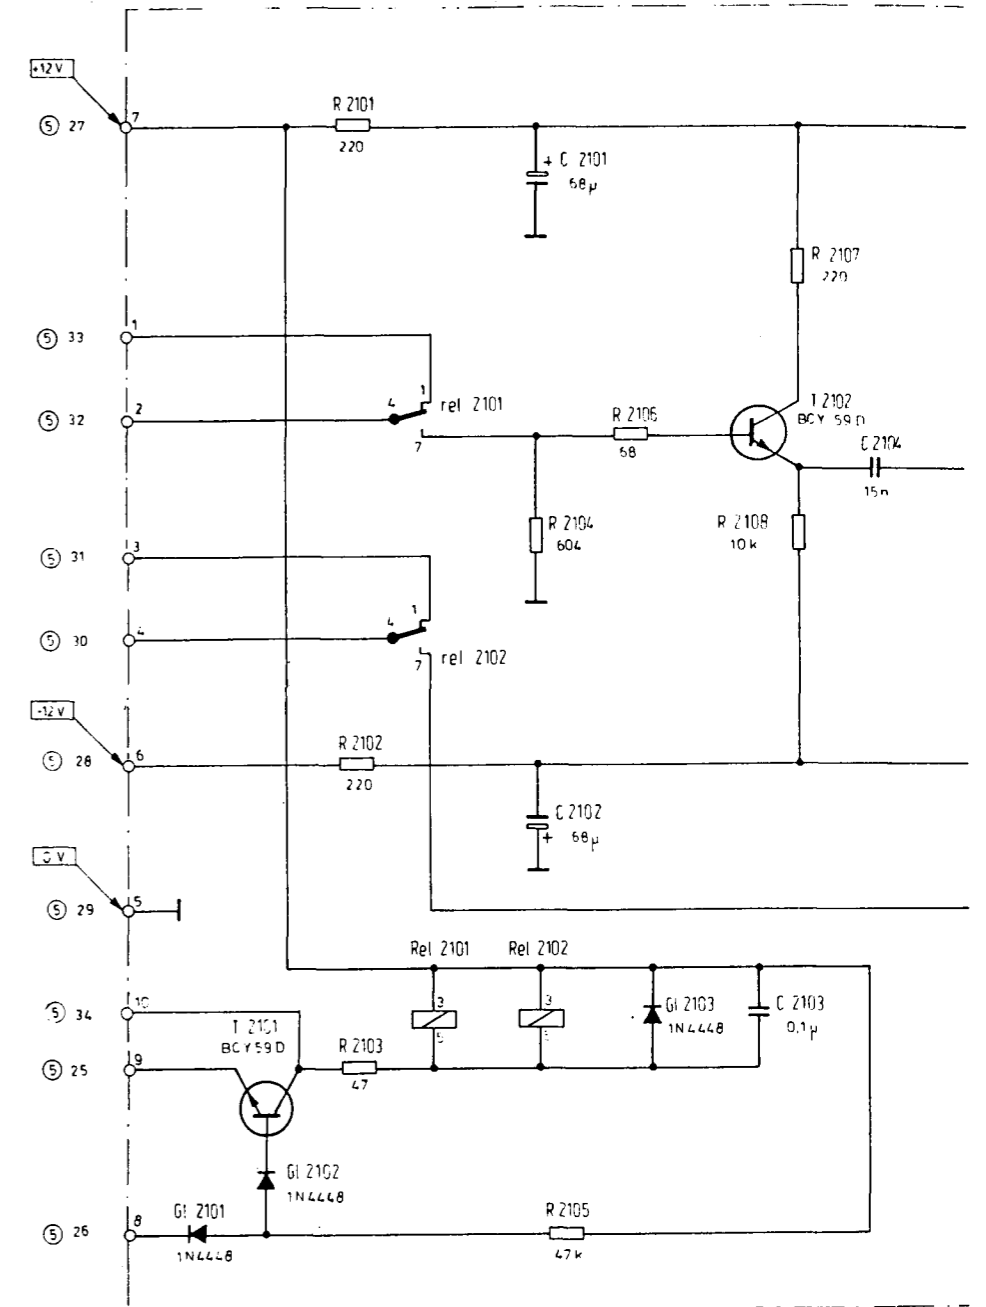 +12V
7
⑤ 27
R 2101
220
+ C 2101
68µ
R 2107
220
1
⑤ 33
1
4
rel 2101
2
⑤ 32
7
R 2106
68
T 2102
BCY 59 D
C 2104
15n
R 2104
604
R 2108
10 k
3
⑤ 31
1
4
4
⑤ 30
7
rel 2102
-12V
6
⑤ 28
R 2102
220
C 2102
+ 68µ
0 V
5
⑤ 29
Rel 2101
Rel 2102
3
3
5
5
Gl 2103
1N4448
C 2103
0,1µ
10
⑤ 34
T 2101
BCY59D
9
⑤ 25
R 2103
47
Gl 2102
1N4448
8
⑤ 26
Gl 2101
1N4448
R 2105
47k